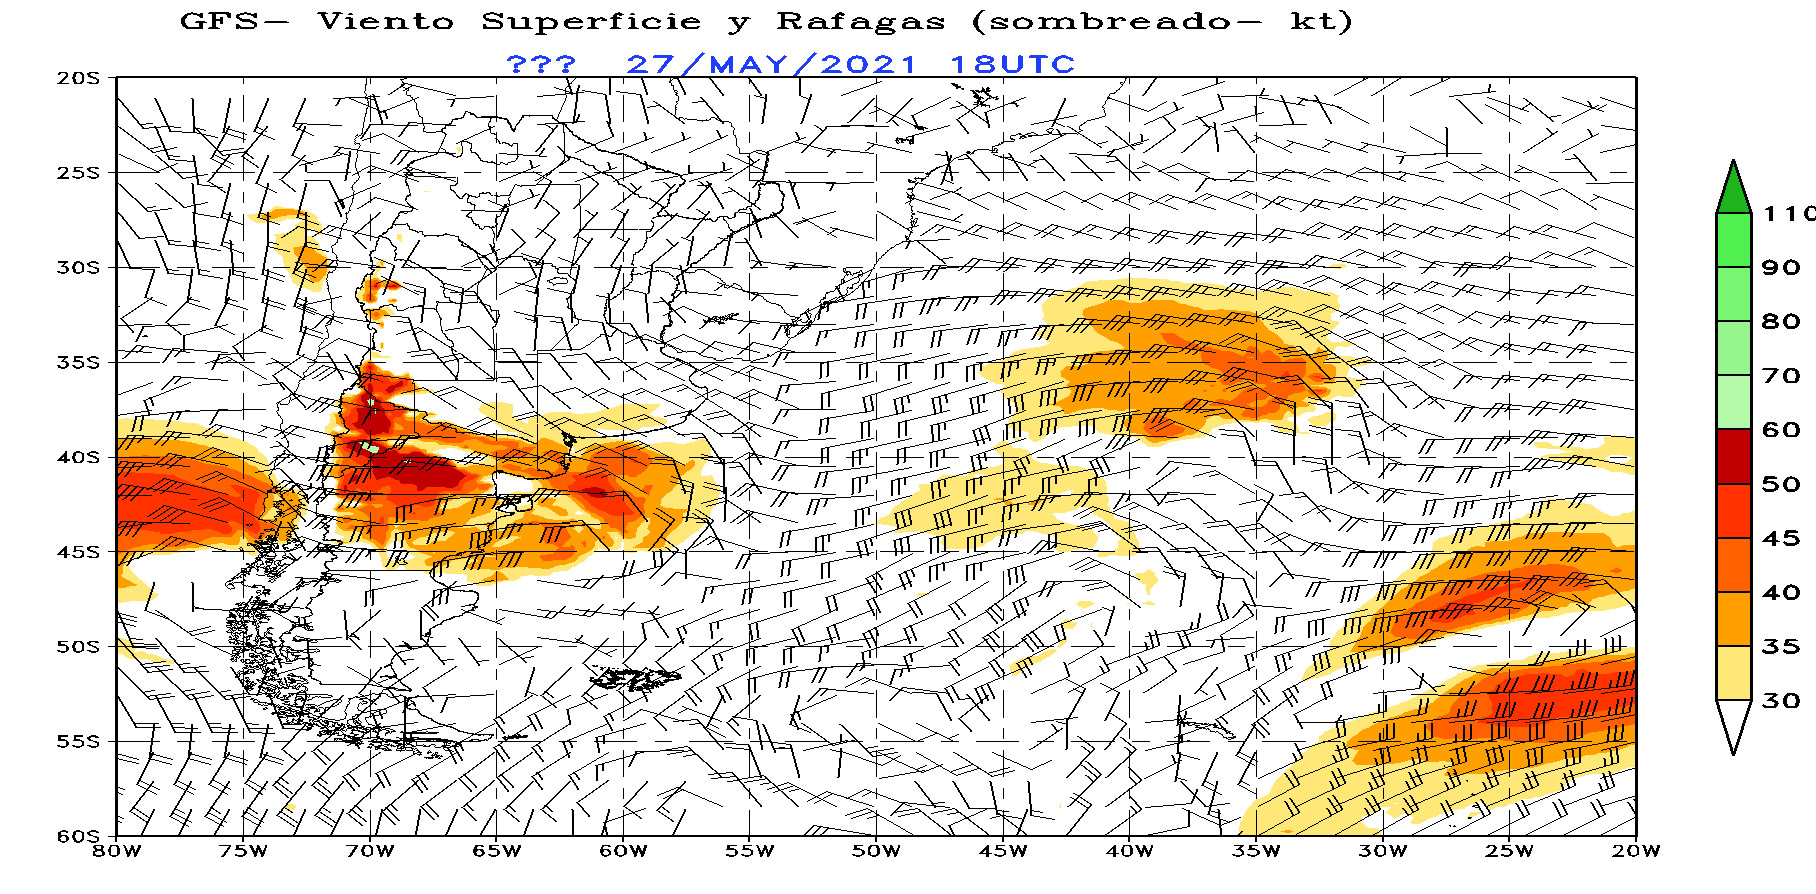 GFS− Viento Superficie y Rafagas (sombreado− kt)
??? 27/MAY/2021 18UTC
20S
25S
30S
35S
40S
45S
50S
55S
60S
80W 75W 70W 65W 60W 55W 50W 45W 40W 35W 30W 25W 20W
110
90
80
70
60
50
45
40
35
30